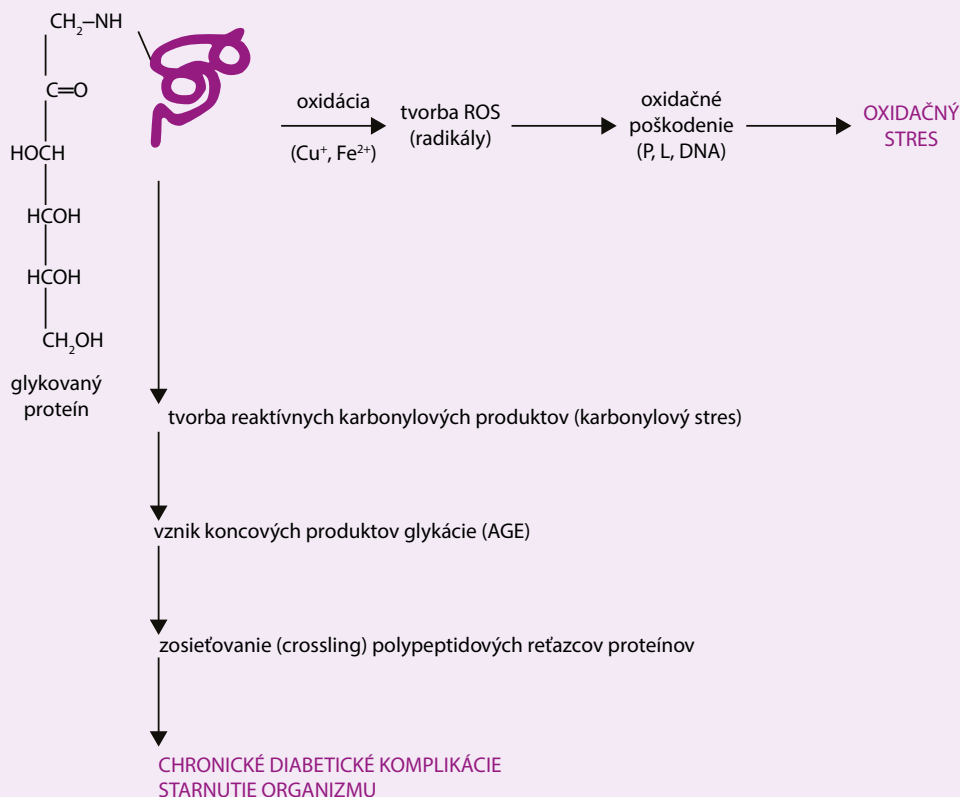 CH₂–NH
C=O
HOCH
HCOH
HCOH
CH₂OH
glykovaný
proteín
oxidácia
(Cu⁺, Fe²⁺)
tvorba ROS
(radikály)
oxidačné
poškodenie
(P, L, DNA)
OXIDAČNÝ
STRES
tvorba reaktívnych karbonylových produktov (karbonylový stres)
vznik koncových produktov glykácie (AGE)
zosieťovanie (crossling) polypeptidových reťazcov proteínov
CHRONICKÉ DIABETICKÉ KOMPLIKÁCIE
STARNUTIE ORGANIZMU